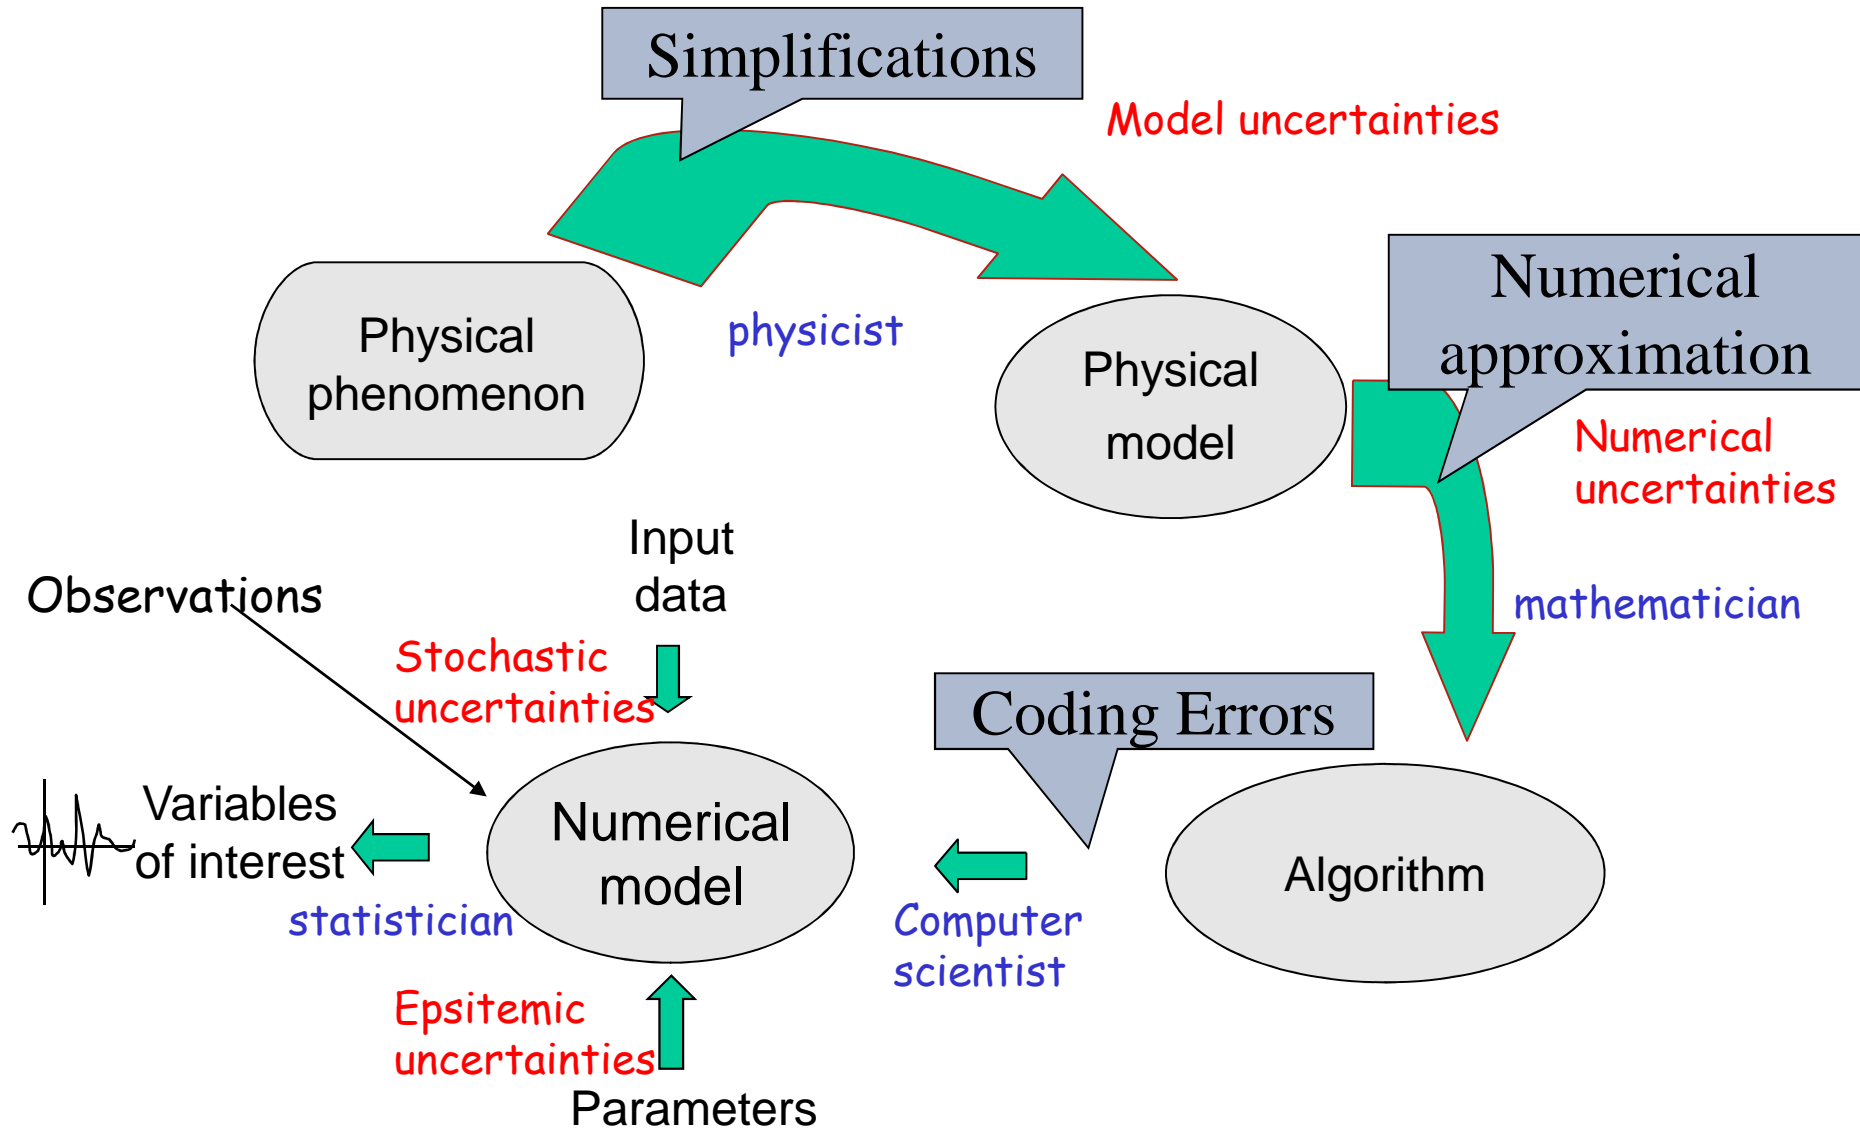 Simplifications
Model uncertainties
Physical
phenomenon
physicist
Physical
model
Numerical
approximation
Numerical
uncertainties
mathematician
Input
data
Observations
Stochastic
uncertainties
Coding Errors
Variables
of interest
statistician
Numerical
model
Computer
scientist
Algorithm
Epsitemic
uncertainties
Parameters